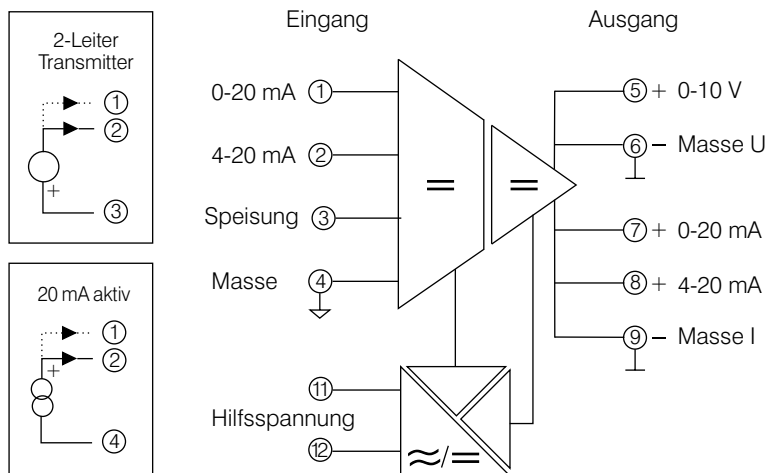 2-Leiter
Transmitter
1
2
+
3
20 mA aktiv
1
2
+
4
Eingang
0-20 mA 1
4-20 mA 2
Speisung 3
Masse 4
= =
Ausgang
5 + 0-10 V
6 – Masse U
7 + 0-20 mA
8 + 4-20 mA
9 – Masse I
11
Hilfsspannung
12
≈/=